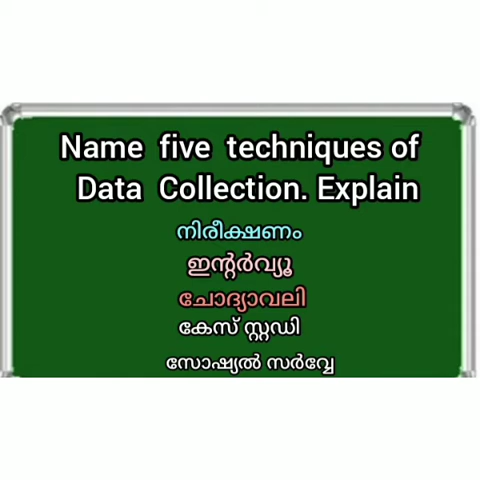 Name five techniques of
Data Collection. Explain
നിരീക്ഷണം
ഇന്റർവ്യൂ
ചോദ്യാവലി
കേസ് സ്റ്റഡി
സോഷ്യൽ സർവ്വേ